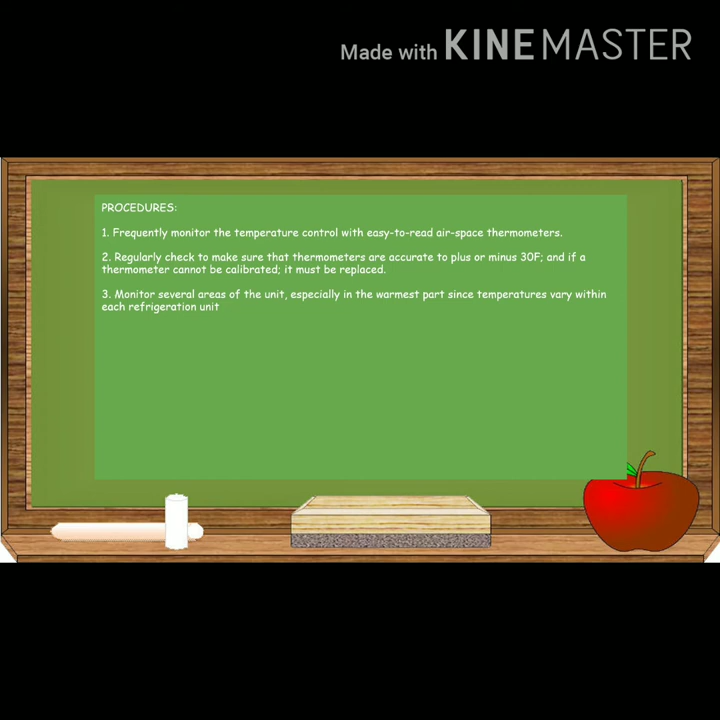 Made with KINEMASTER
PROCEDURES:
1. Frequently monitor the temperature control with easy-to-read air-space thermometers.
2. Regularly check to make sure that thermometers are accurate to plus or minus 30F; and if a
thermometer cannot be calibrated; it must be replaced.
3. Monitor several areas of the unit, especially in the warmest part since temperatures vary within
each refrigeration unit